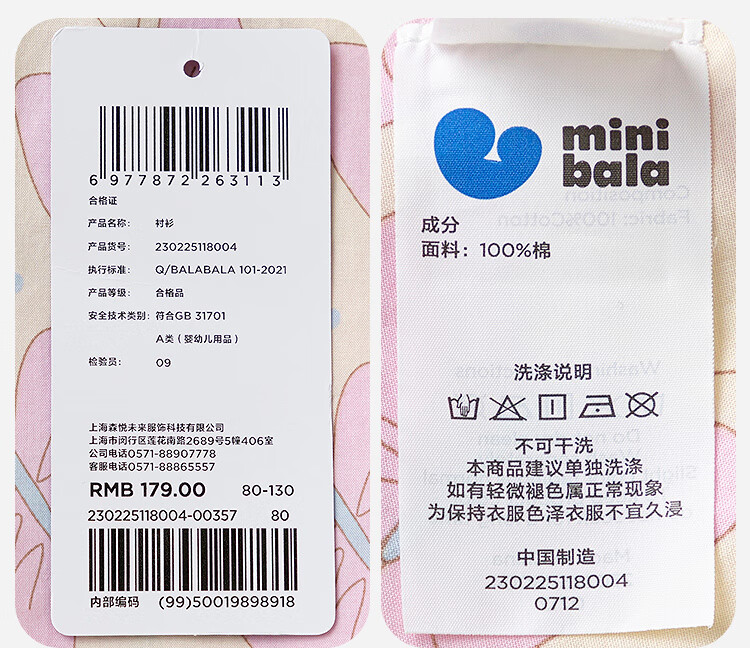 6 977872 263113
合格证
产品名称： 衬衫
产品货号： 230225118004
执行标准： Q/BALABALA 101-2021
产品等级： 合格品
安全技术类别：符合GB 31701
A类（婴幼儿用品）
检验员： 09
上海森悦未来服饰科技有限公司
上海市闵行区莲花南路2689号5幢406室
公司电话0571-88907778
客服电话0571-88865557
RMB 179.00 80-130
230225118004-00357 80
内部编码 (99)50019898918
mini
bala
成分
面料：100%棉
洗涤说明
不可干洗
本商品建议单独洗涤
如有轻微褪色属正常现象
为保持衣服色泽衣服不宜久浸
中国制造
230225118004
0712